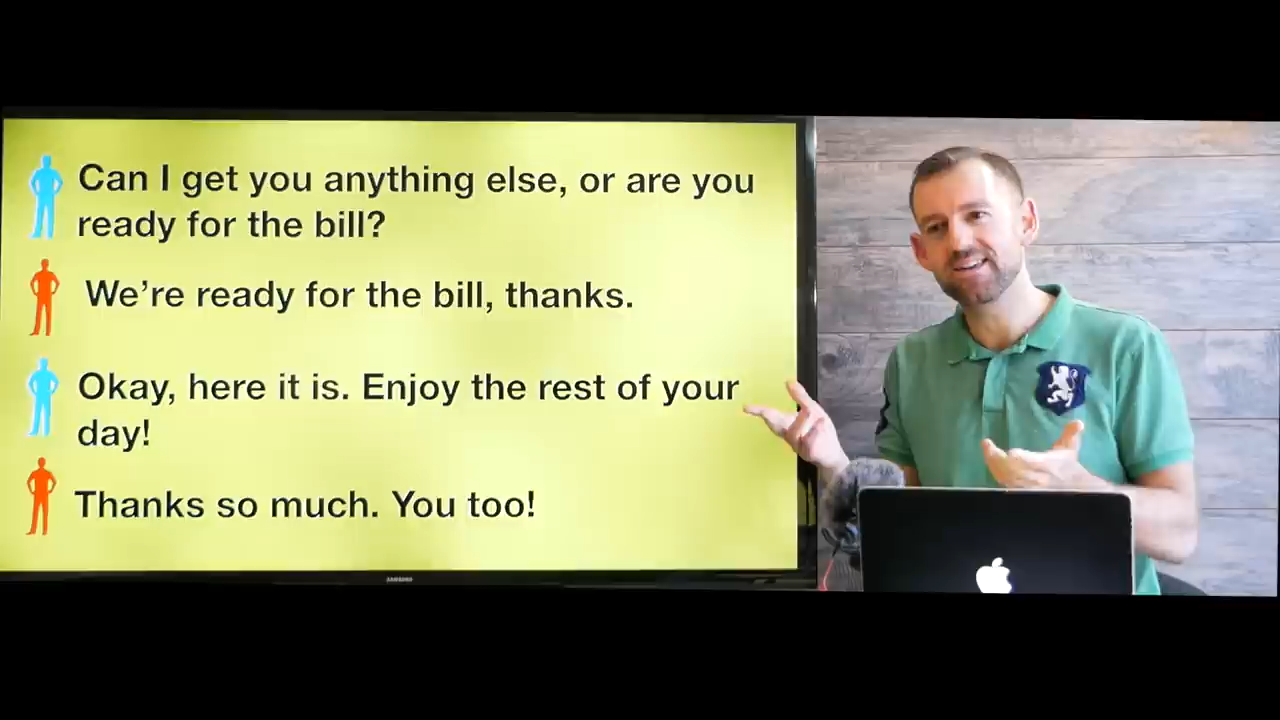 Can I get you anything else, or are you
ready for the bill?
We're ready for the bill, thanks.
Okay, here it is. Enjoy the rest of your
day!
Thanks so much. You too!
SAMSUNG